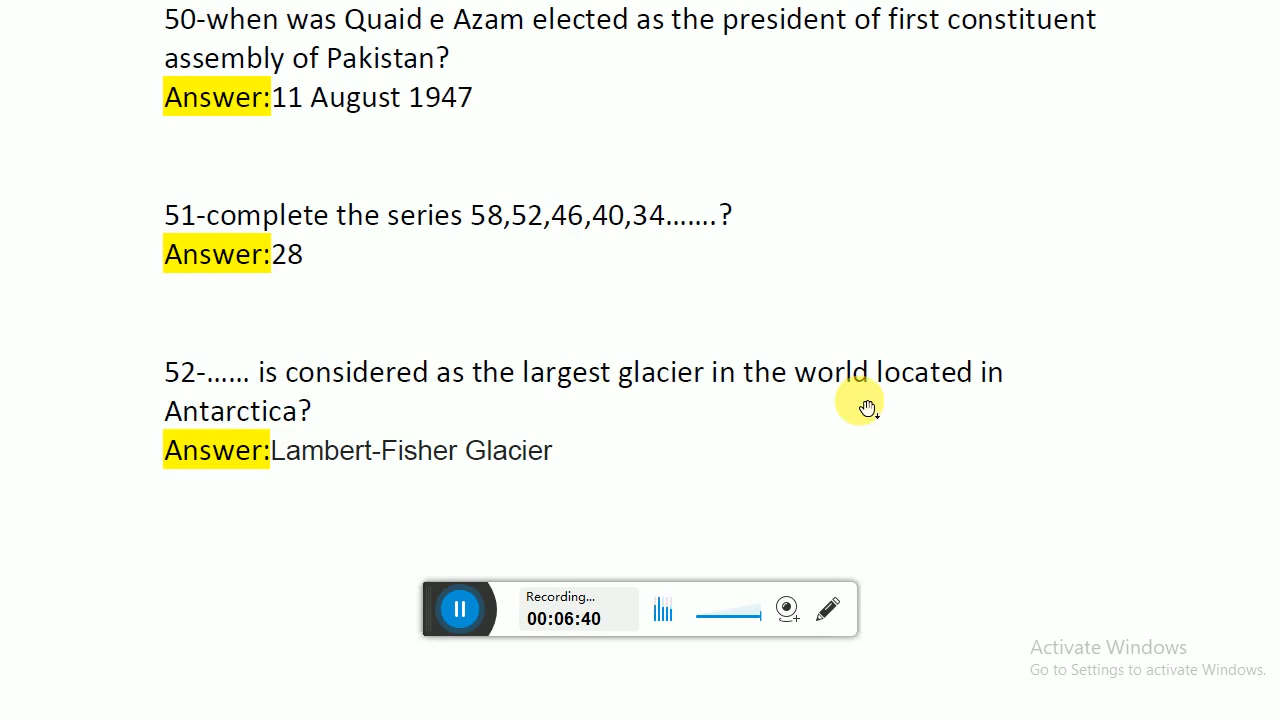 50-when was Quaid e Azam elected as the president of first constituent
assembly of Pakistan?
Answer:11 August 1947
51-complete the series 58,52,46,40,34.......?
Answer:28
52-...... is considered as the largest glacier in the world located in
Antarctica?
Answer:Lambert-Fisher Glacier
Recording...
00:06:40
Activate Windows
Go to Settings to activate Windows.